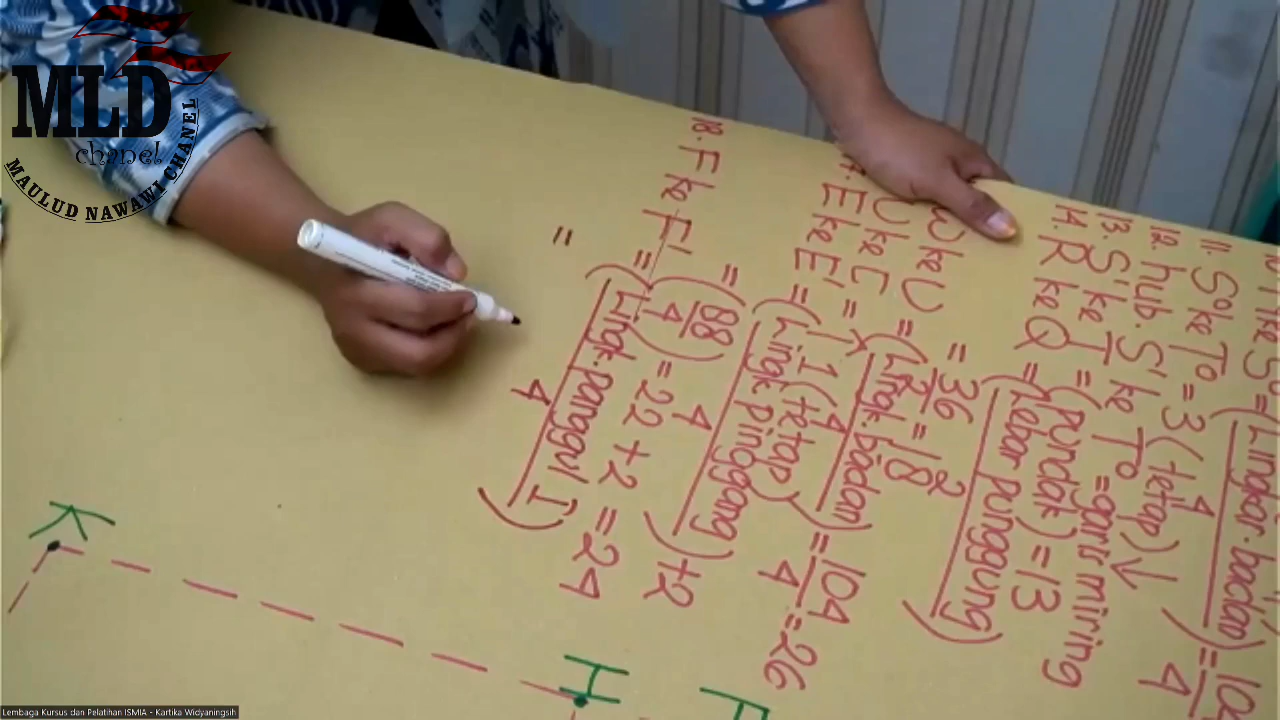 MLD
chanel
MAULUD NAWAWI CHANEL
S° = (Lingkar badan / 4) = 104 / 4
11. S° ke T° = 3 (tetap) ↓
12. hub. S' ke T° = garis miring
13. S' ke T = (pundak) = 13
14. R ke Q = (Lebar punggung / 2)
= 36 / 2 = 18
ke U = (Lingk. badan / 4) = 104 / 4 = 26
U ke E = ↓ 1 (tetap)
E ke E' = (Lingk pinggang / 4) + 2
= (88 / 4) = 22 + 2 = 24
18. F ke F' = (Lingk. panggul I / 4)
=
K
H
Lembaga Kursus dan Pelatihan ISMIA - Kartika Widyaningsih